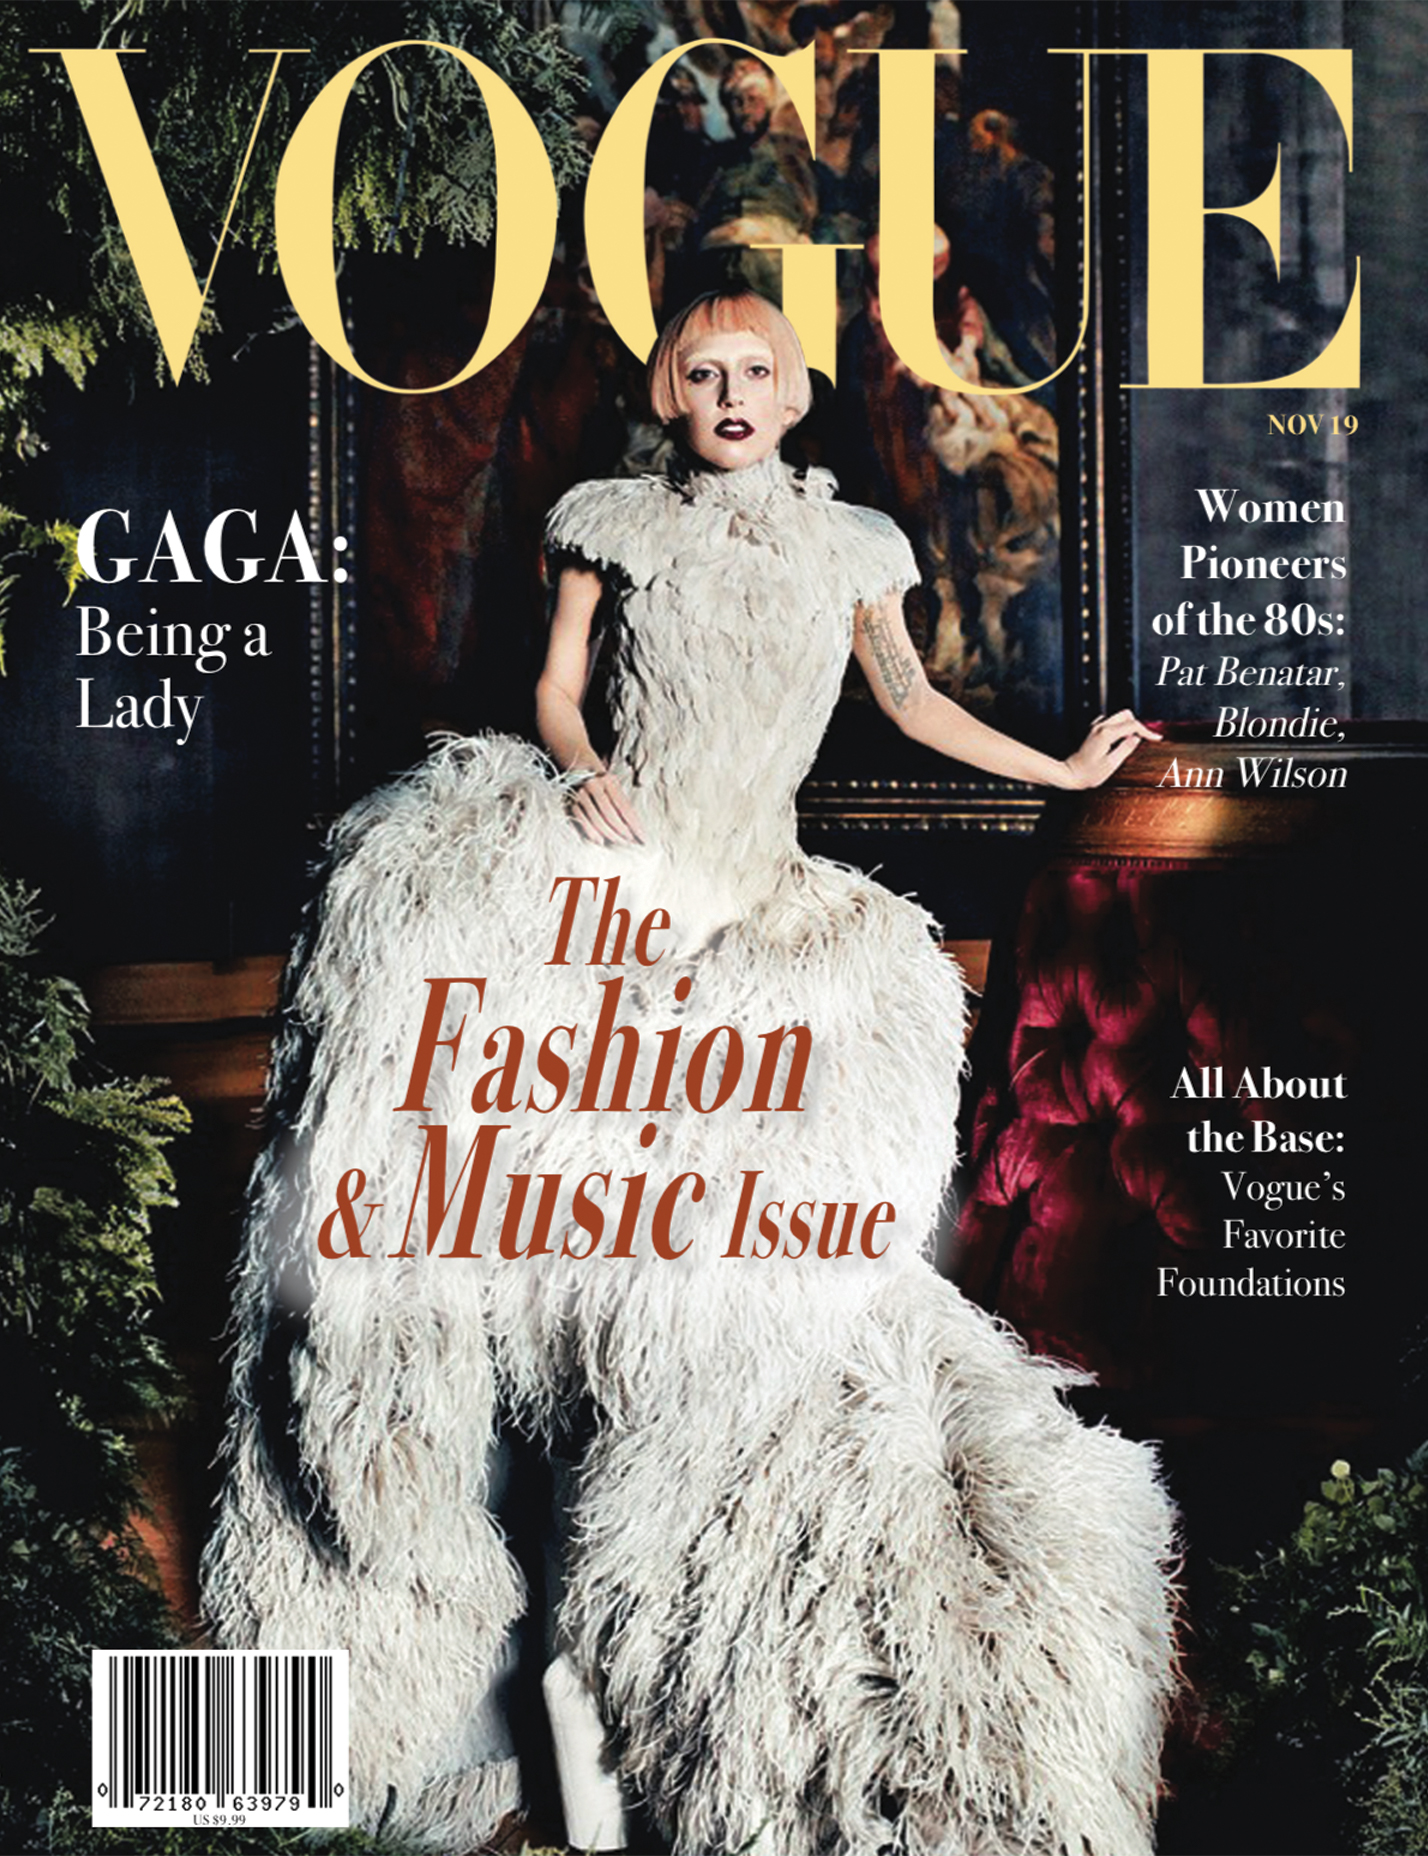 VOGUE
NOV 19
GAGA:
Being a
Lady
Women
Pioneers
of the 80s:
Pat Benatar,
Blondie,
Ann Wilson
The
Fashion
& Music Issue
All About
the Base:
Vogue's
Favorite
Foundations
0 72180 63979 0
US $9.99